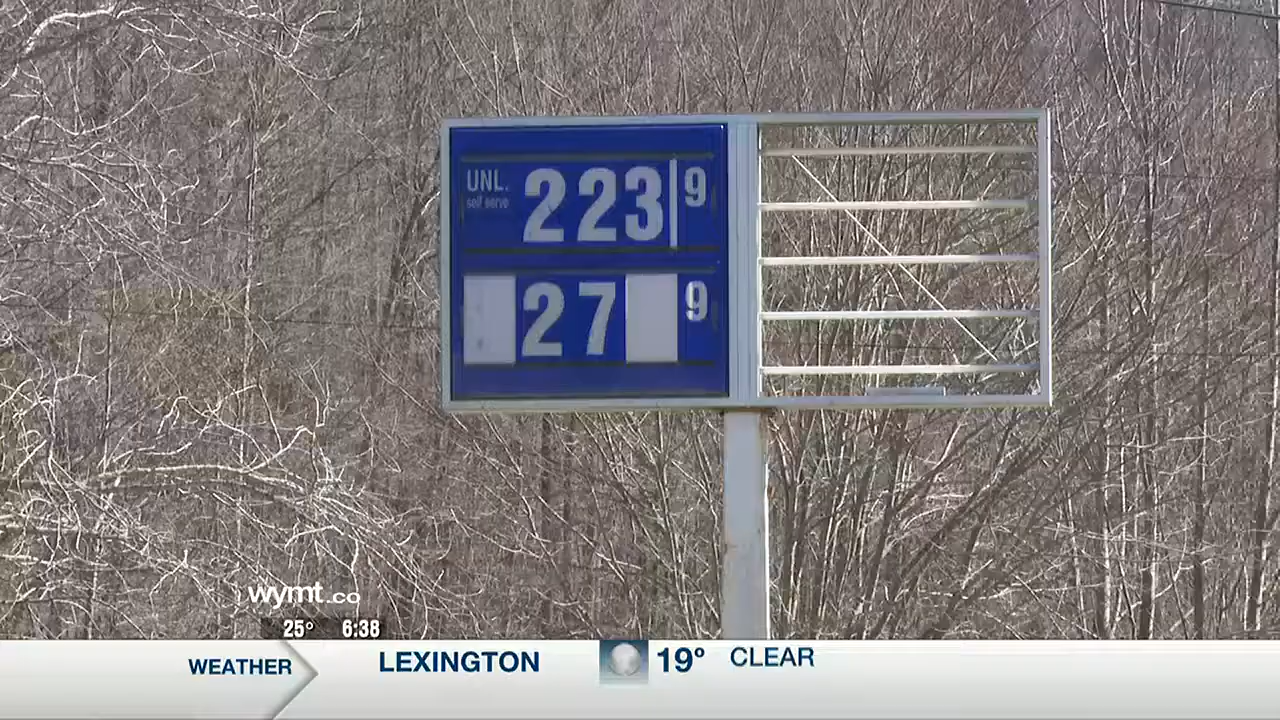 UNL.
self serve
223 9
27 9
wymt.co
25° 6:38
WEATHER
LEXINGTON
19°
CLEAR